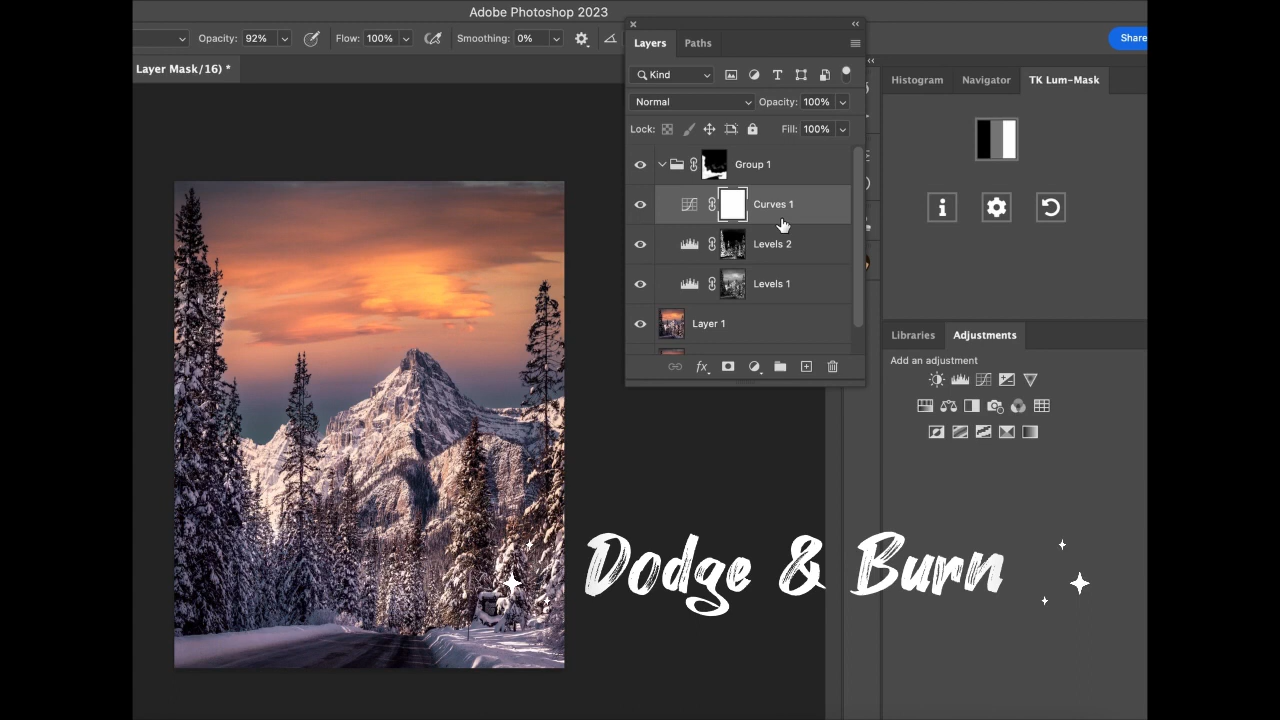 Adobe Photoshop 2023
Opacity: 92% Flow: 100% Smoothing: 0%
Share
Layer Mask/16) *
Layers Paths
Kind
Normal Opacity: 100%
Lock: Fill: 100%
Group 1
Curves 1
Levels 2
Levels 1
Layer 1
fx
Histogram Navigator TK Lum-Mask
Libraries Adjustments
Add an adjustment
Dodge & Burn